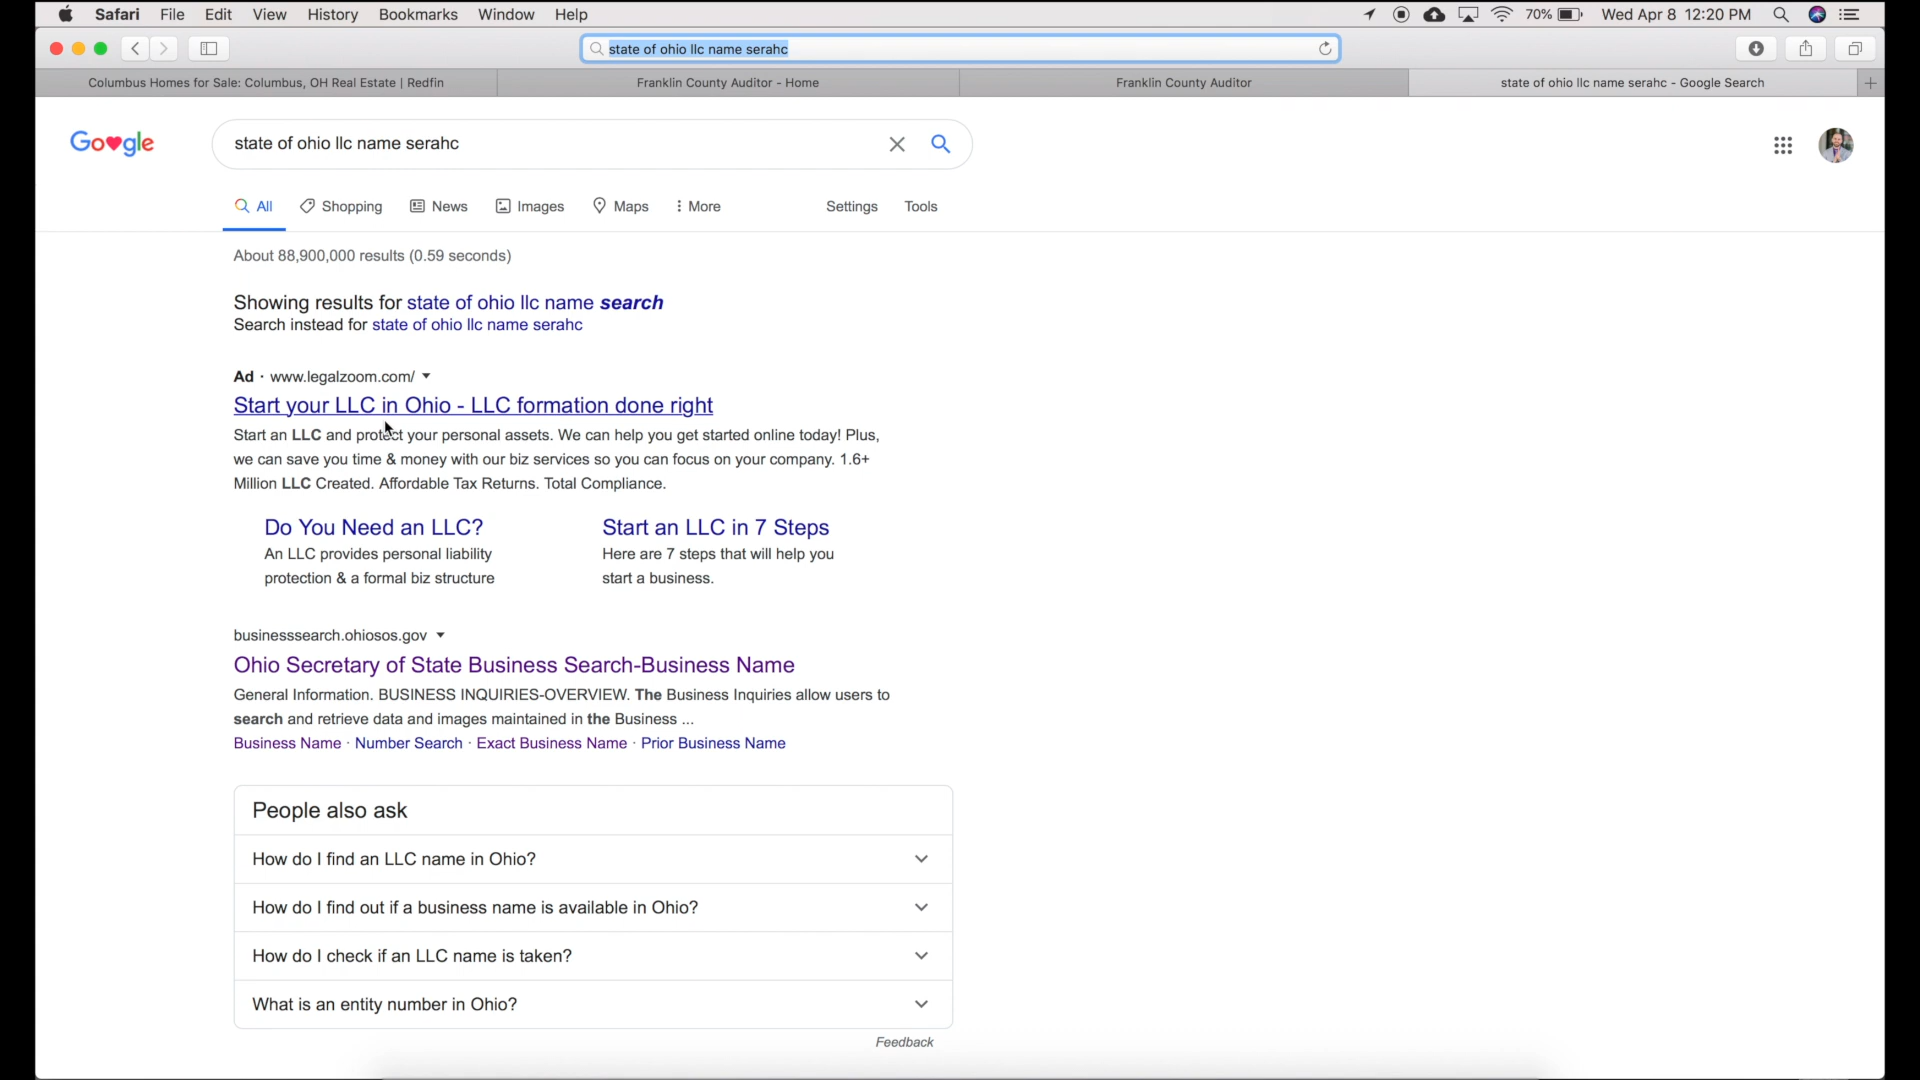 Safari File Edit View History Bookmarks Window Help 70% Wed Apr 8 12:20 PM
state of ohio llc name serahc
Columbus Homes for Sale: Columbus, OH Real Estate | Redfin Franklin County Auditor - Home Franklin County Auditor state of ohio llc name serahc - Google Search
Google state of ohio llc name serahc
All Shopping News Images Maps More Settings Tools
About 88,900,000 results (0.59 seconds)
Showing results for state of ohio llc name search
Search instead for state of ohio llc name serahc
Ad · www.legalzoom.com/
Start your LLC in Ohio - LLC formation done right
Start an LLC and protect your personal assets. We can help you get started online today! Plus,
we can save you time & money with our biz services so you can focus on your company. 1.6+
Million LLC Created. Affordable Tax Returns. Total Compliance.
Do You Need an LLC? Start an LLC in 7 Steps
An LLC provides personal liability Here are 7 steps that will help you
protection & a formal biz structure start a business.
businesssearch.ohiosos.gov
Ohio Secretary of State Business Search-Business Name
General Information. BUSINESS INQUIRIES-OVERVIEW. The Business Inquiries allow users to
search and retrieve data and images maintained in the Business ...
Business Name · Number Search · Exact Business Name · Prior Business Name
People also ask
How do I find an LLC name in Ohio?
How do I find out if a business name is available in Ohio?
How do I check if an LLC name is taken?
What is an entity number in Ohio?
Feedback